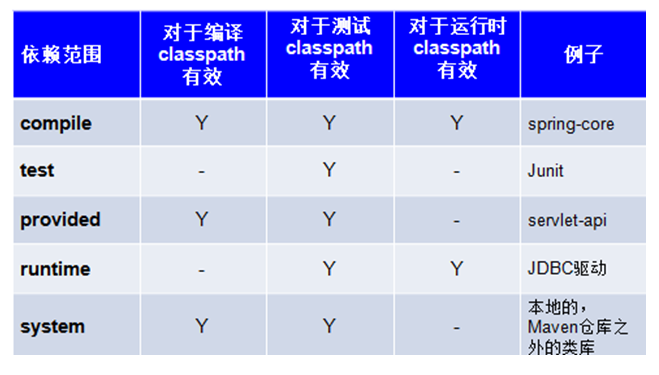 依赖范围
对于编译
classpath
有效
对于测试
classpath
有效
对于运行时
classpath
有效
例子
compile Y Y Y spring-core
test - Y - Junit
provided Y Y - servlet-api
runtime - Y Y JDBC驱动
system Y Y - 本地的，
Maven仓库之
外的类库